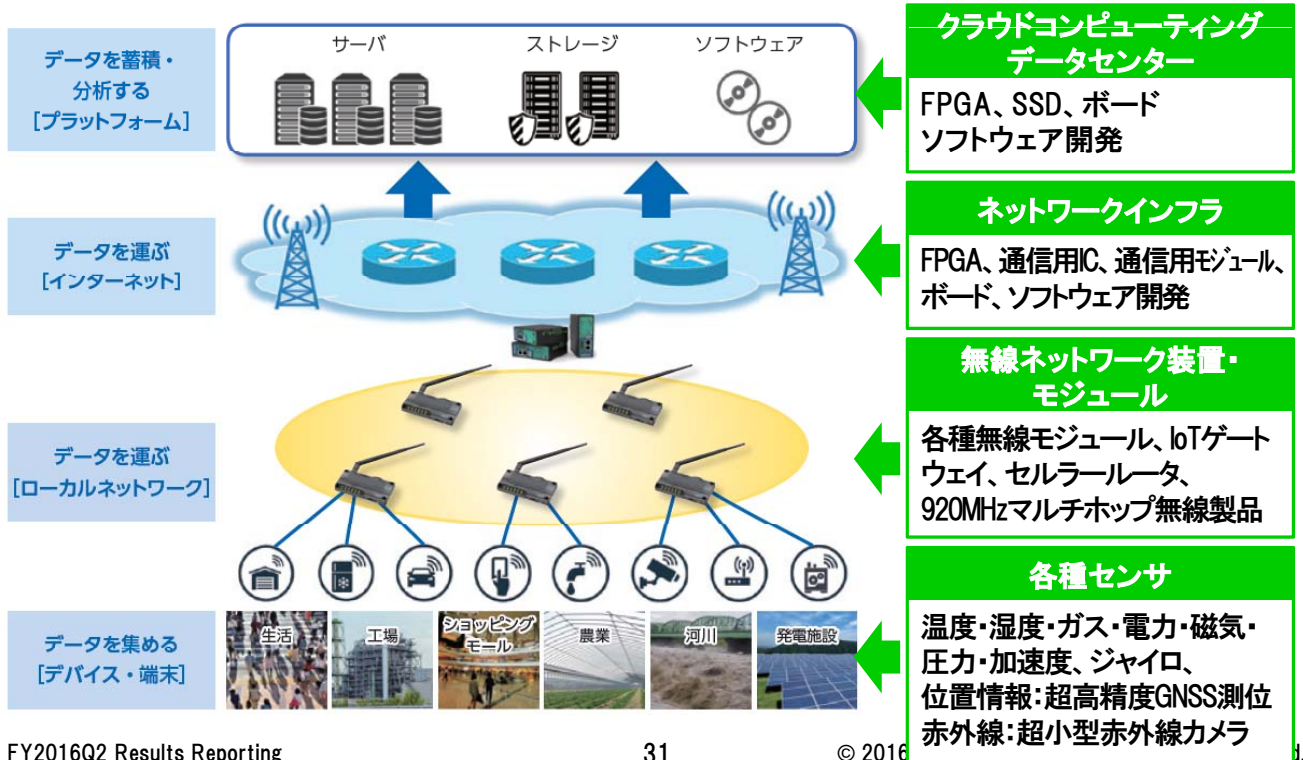 データを蓄積・
分析する
[プラットフォーム]
サーバ
ストレージ
ソフトウェア
クラウドコンピューティング
データセンター
FPGA、SSD、ボード
ソフトウェア開発
データを運ぶ
[インターネット]
ネットワークインフラ
FPGA、通信用IC、通信用ﾓｼﾞｭｰﾙ、
ボード、ソフトウェア開発
データを運ぶ
[ローカルネットワーク]
無線ネットワーク装置・
モジュール
各種無線モジュール、IoTゲート
ウェイ、セルラールータ、
920MHzマルチホップ無線製品
データを集める
[デバイス・端末]
生活
工場
ショッピング
モール
農業
河川
発電施設
各種センサ
温度・湿度・ガス・電力・磁気・
圧力・加速度、ジャイロ、
位置情報：超高精度GNSS測位
赤外線：超小型赤外線カメラ
FY2016Q2 Results Reporting
31
© 2016
d.